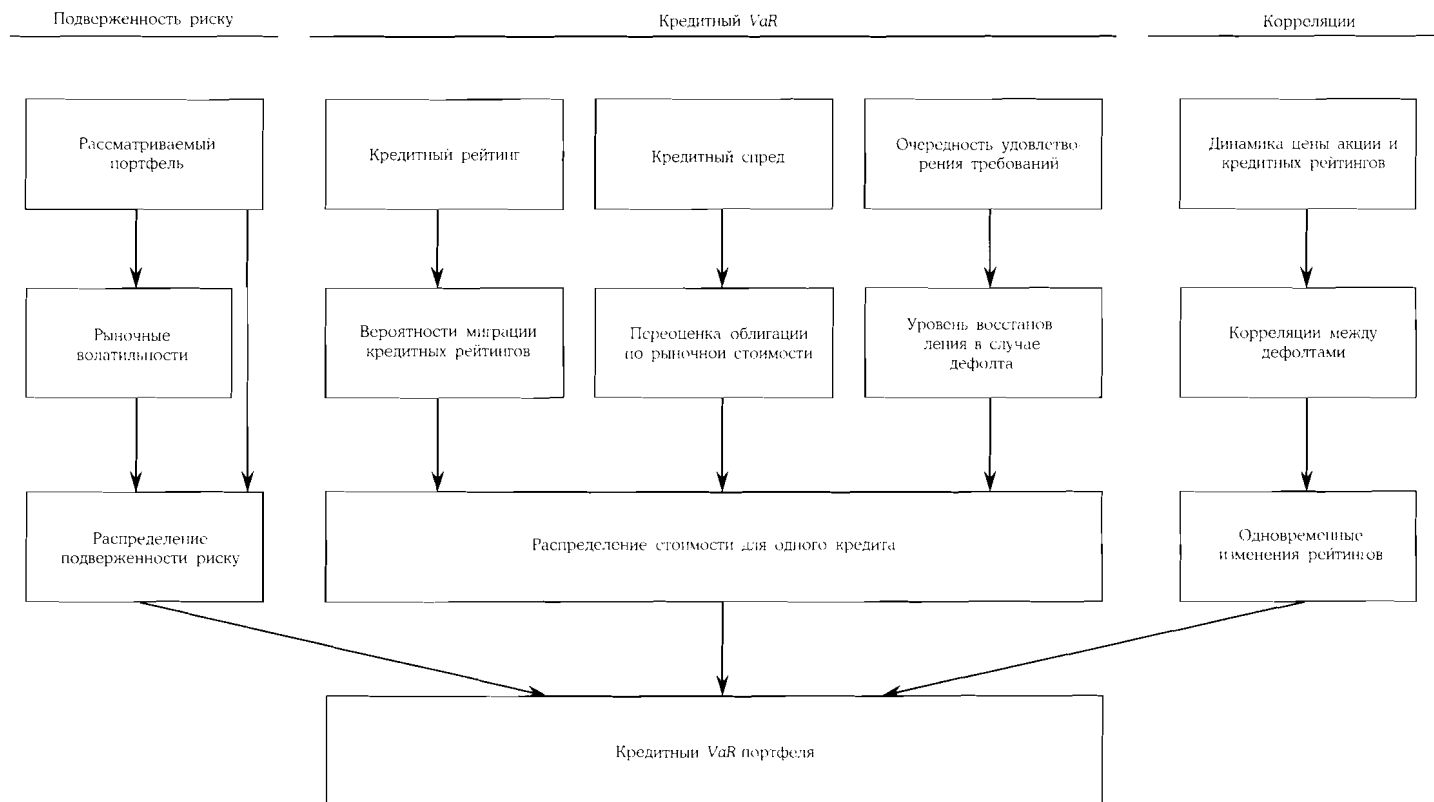 Подверженность риску
Кредитный VaR
Корреляции
Рассматриваемый
портфель
Кредитный рейтинг
Кредитный спред
Очередность удовлетво-
рения требований
Динамика цены акции и
кредитных рейтингов
Рыночные
волатильности
Вероятности миграции
кредитных рейтингов
Переоценка облигации
по рыночной стоимости
Уровень восстанов
ления в случае
дефолта
Корреляции между
дефолтами
Распределение
подверженности риску
Распределение стоимости для одного кредита
Одновременные
изменения рейтингов
Кредитный VaR портфеля